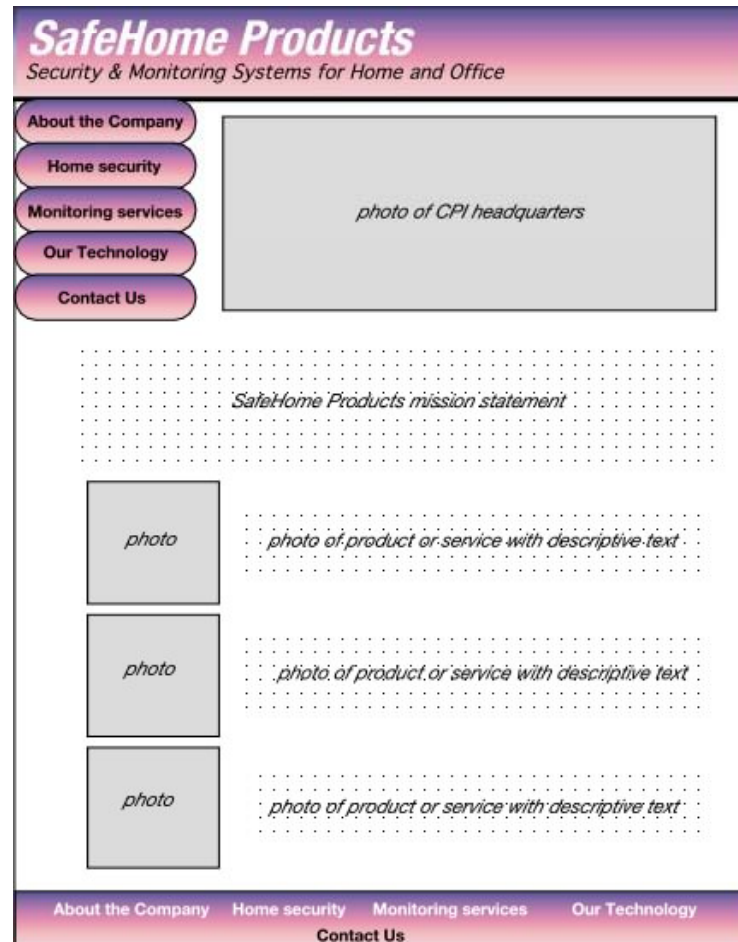 SafeHome Products
Security & Monitoring Systems for Home and Office
About the Company
Home security
Monitoring services
Our Technology
Contact Us
photo of CPI headquarters
SafeHome Products mission statement
photo
photo of product or service with descriptive text
photo
photo of product or service with descriptive text
photo
photo of product or service with descriptive text
About the Company Home security Monitoring services Our Technology
Contact Us